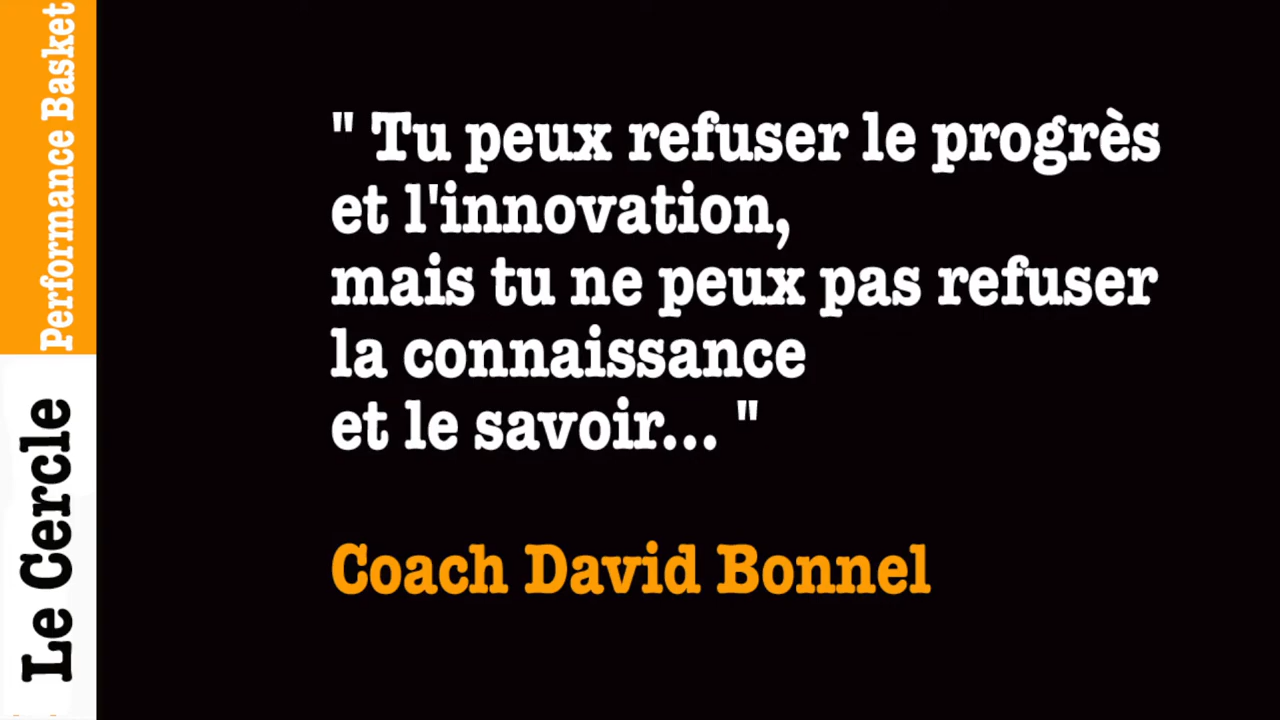 Performance Basket
Le Cercle
" Tu peux refuser le progrès
et l'innovation,
mais tu ne peux pas refuser
la connaissance
et le savoir... "
Coach David Bonnel